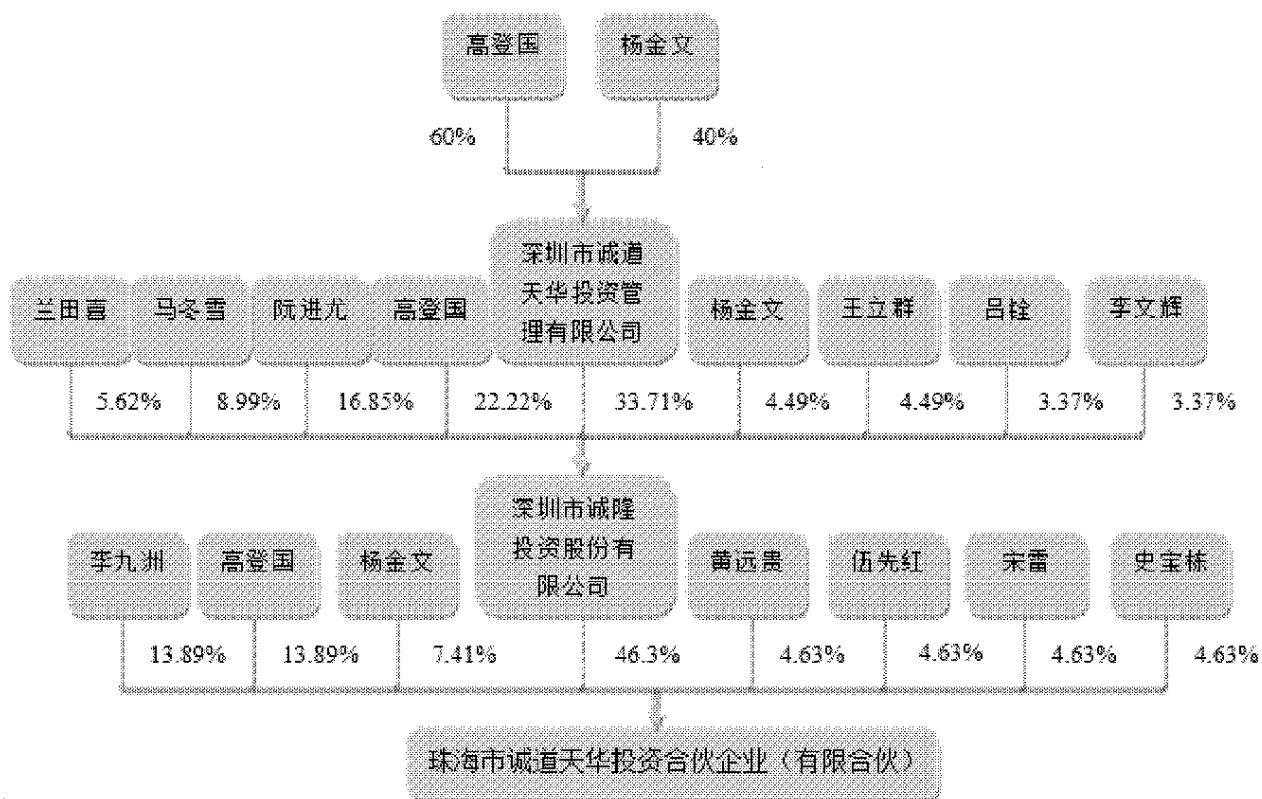 高登国
杨金文
60%
40%
深圳市诚道
天华投资管
理有限公司
兰田喜
马冬雪
阮进尤
高登国
杨金文
王立群
吕铨
李文辉
5.62%
8.99%
16.85%
22.22%
33.71%
4.49%
4.49%
3.37%
3.37%
深圳市诚隆
投资股份有
限公司
李九洲
高登国
杨金文
黄远贵
伍先红
宋雷
史宝栋
13.89%
13.89%
7.41%
46.3%
4.63%
4.63%
4.63%
4.63%
珠海市诚道天华投资合伙企业（有限合伙）